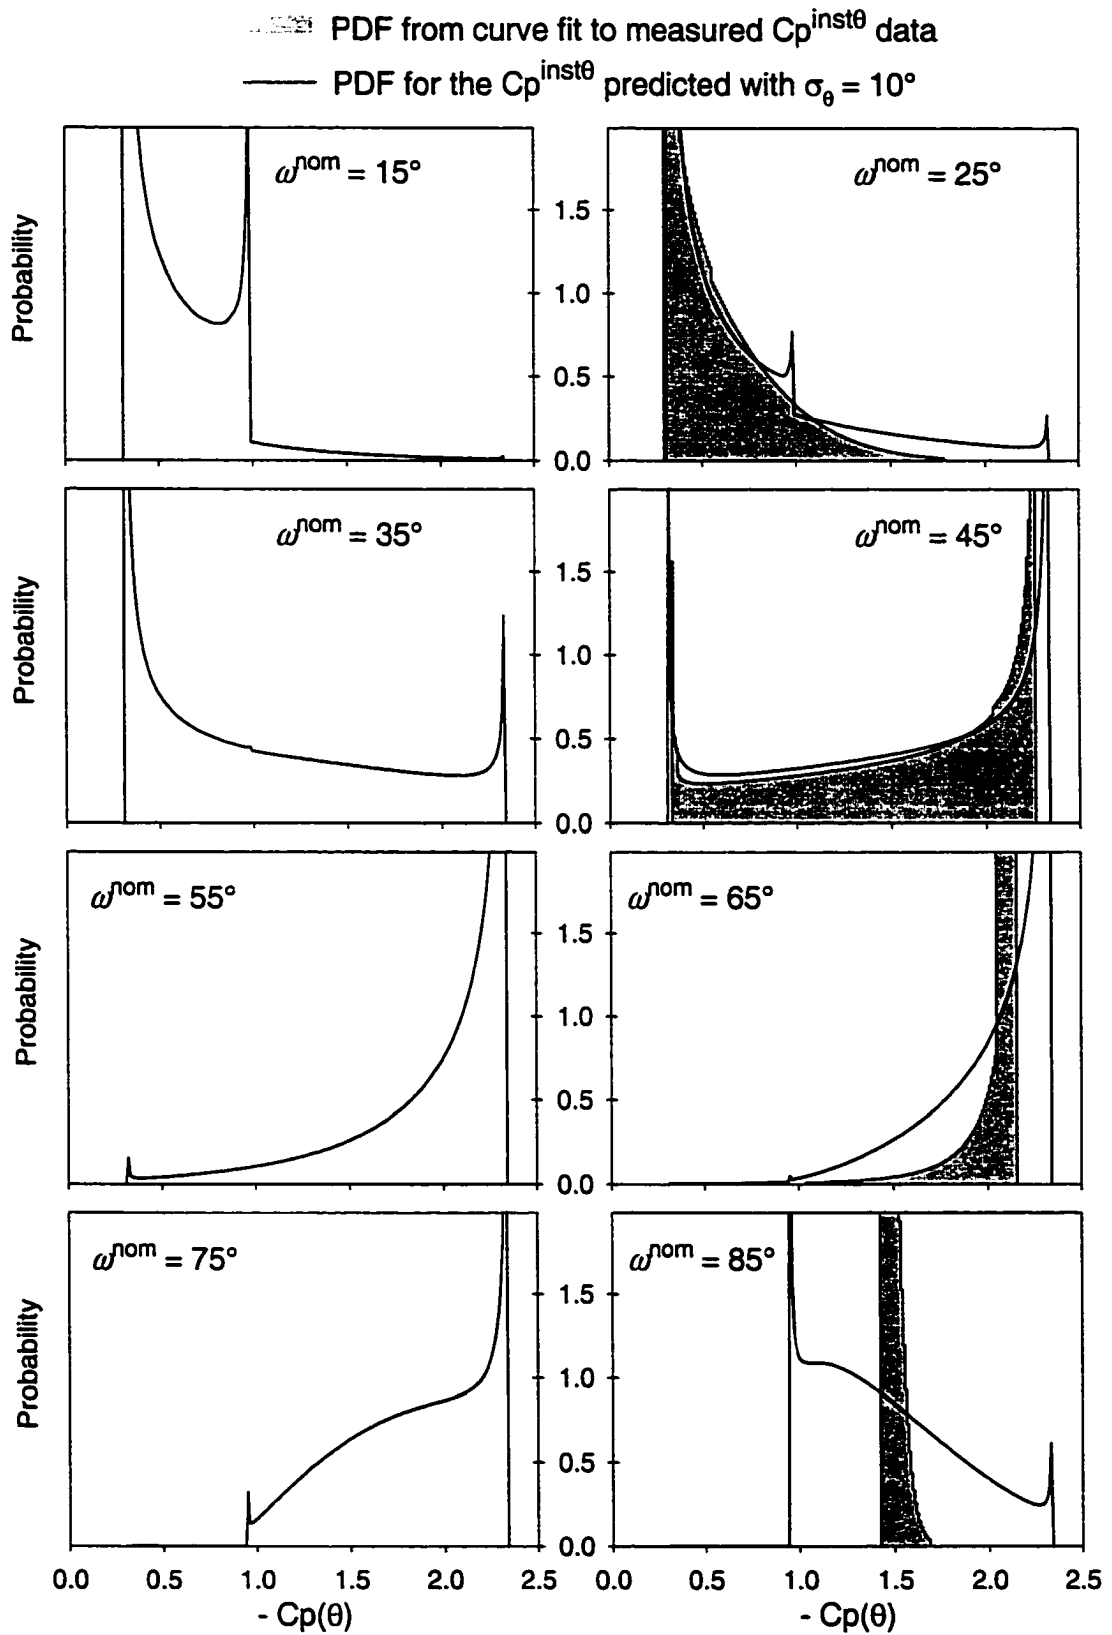 PDF from curve fit to measured Cp^instθ data
PDF for the Cp^instθ predicted with σ_θ = 10°
Probability
ω^nom = 15°
1.5
1.0
0.5
0.0
ω^nom = 25°
Probability
ω^nom = 35°
1.5
1.0
0.5
0.0
ω^nom = 45°
Probability
ω^nom = 55°
1.5
1.0
0.5
0.0
ω^nom = 65°
Probability
ω^nom = 75°
1.5
1.0
0.5
0.0
ω^nom = 85°
0.0 0.5 1.0 1.5 2.0 2.5 0.0 0.5 1.0 1.5 2.0 2.5
- Cp(θ) - Cp(θ)